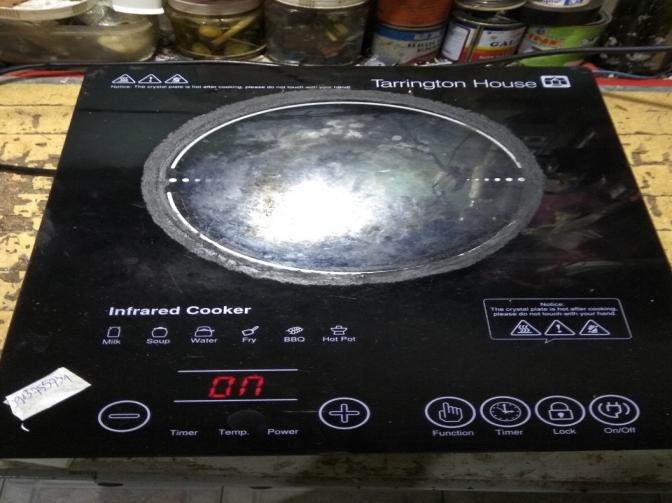 Tarrington House
Notice: The crystal plate is hot after cooking, please do not touch with your hand.
Infrared Cooker
Notice:
The crystal plate is hot after cooking,
please do not touch with your hand.
Milk Soup Water Fry BBQ Hot Pot
on
Timer Temp. Power
Function Timer Lock On/Off